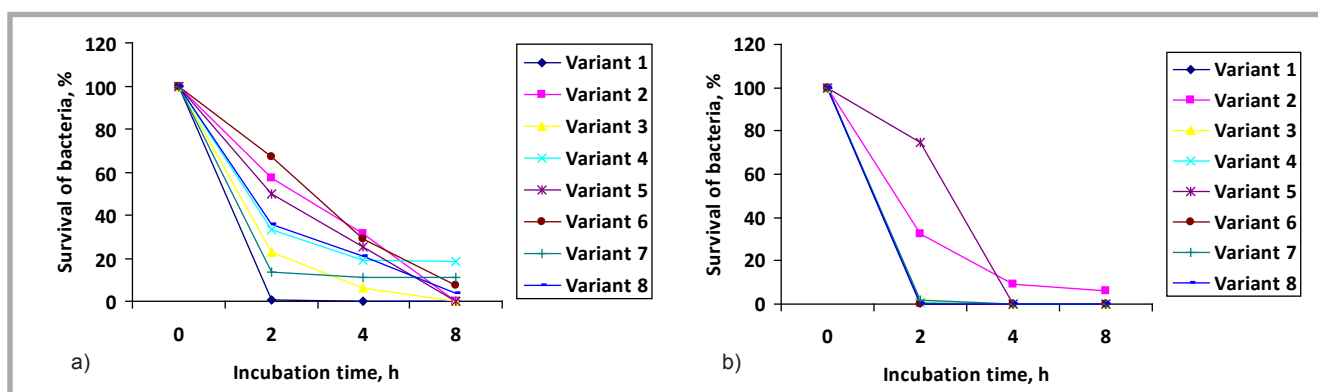 120
100
80
60
40
20
0
Survival of bacteria, %
0 2 4 8
Incubation time, h
a)
Variant 1
Variant 2
Variant 3
Variant 4
Variant 5
Variant 6
Variant 7
Variant 8
120
100
80
60
40
20
0
Survival of bacteria, %
0 2 4 8
Incubation time, h
b)
Variant 1
Variant 2
Variant 3
Variant 4
Variant 5
Variant 6
Variant 7
Variant 8